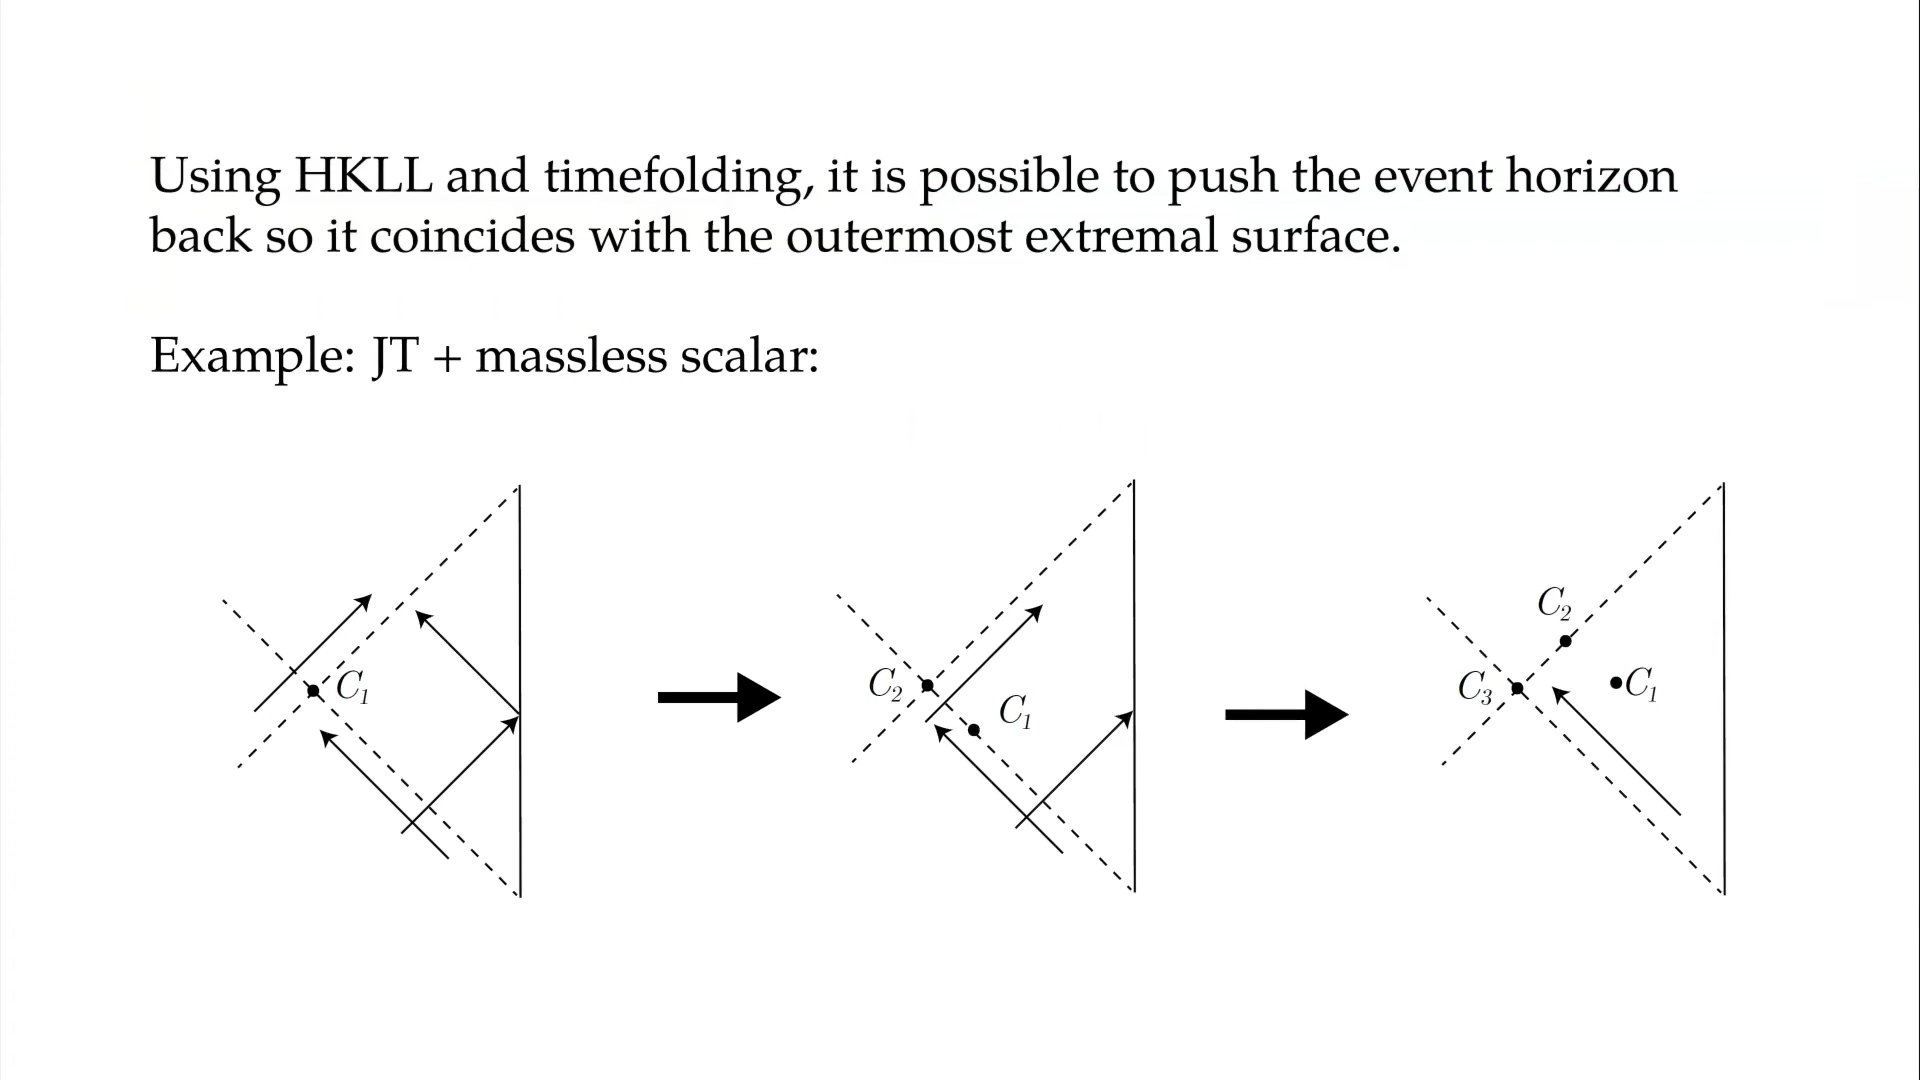 Using HKLL and timefolding, it is possible to push the event horizon
back so it coincides with the outermost extremal surface.
Example: JT + massless scalar:
C₁
C₂
C₁
C₂
C₃
C₁